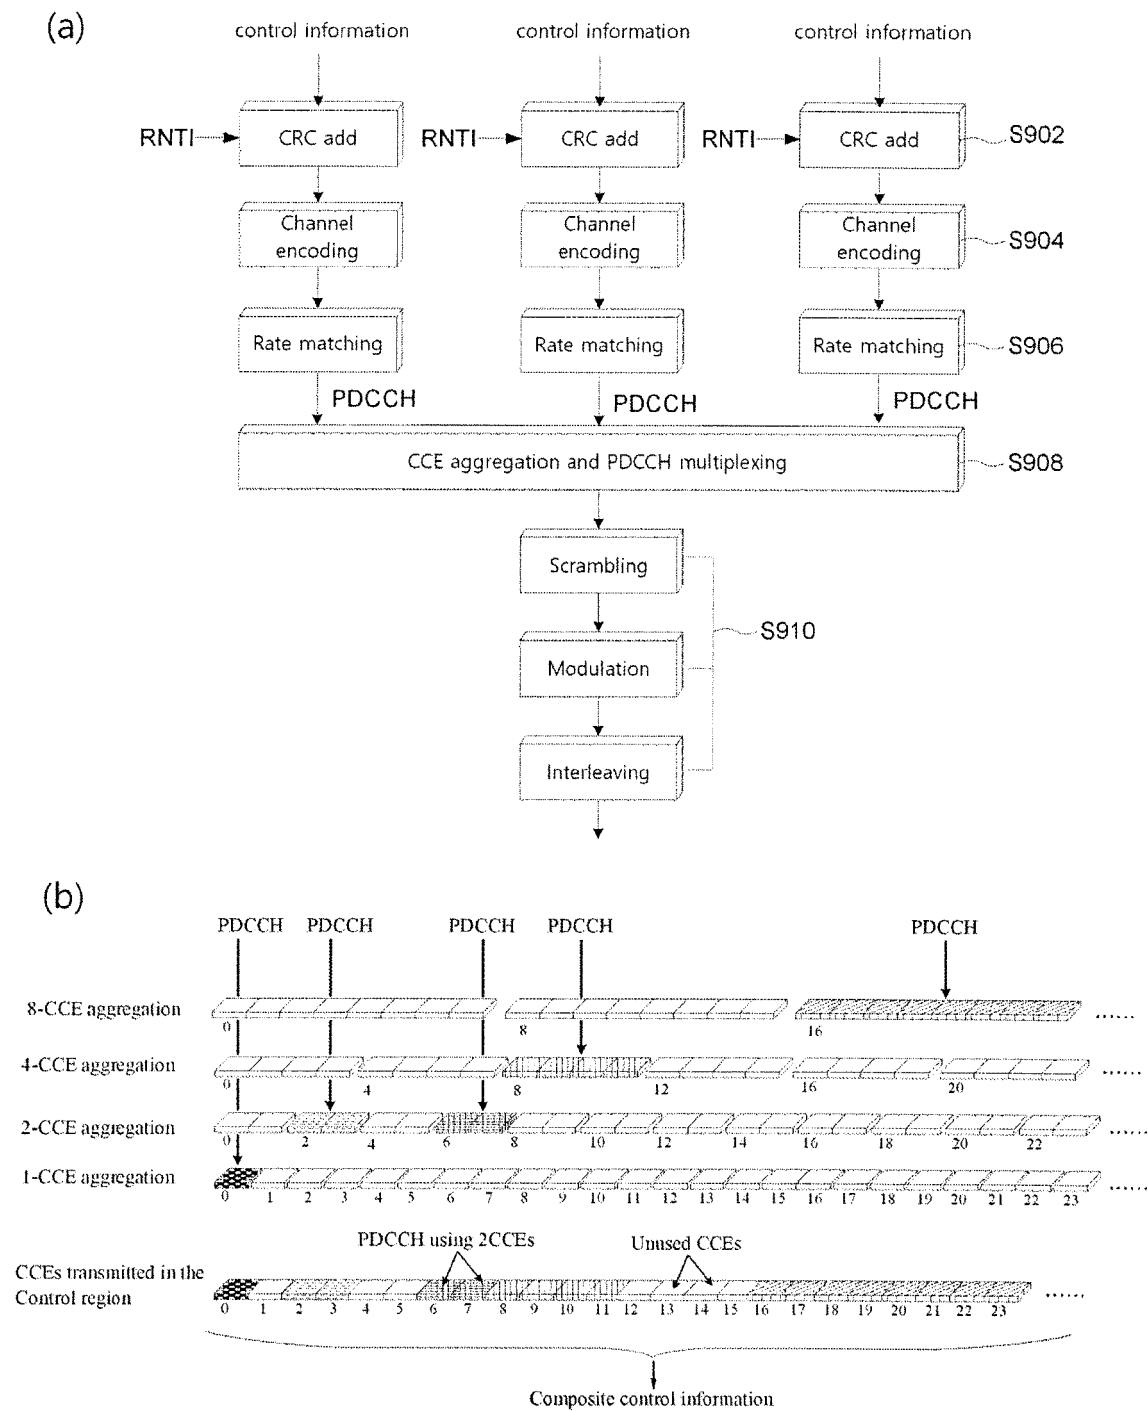 (a)
control information control information control information
RNTI CRC add RNTI CRC add RNTI CRC add S902
Channel Channel Channel
encoding encoding encoding S904
Rate matching Rate matching Rate matching S906
PDCCH PDCCH PDCCH
CCE aggregation and PDCCH multiplexing S908
Scrambling
S910
Modulation
Interleaving
(b)
PDCCH PDCCH PDCCH PDCCH PDCCH
8-CCE aggregation ......
0 8 16
4-CCE aggregation ......
0 4 8 12 16 20
2-CCE aggregation ......
0 2 4 6 8 10 12 14 16 18 20 22
1-CCE aggregation ......
0 1 2 3 4 5 6 7 8 9 10 11 12 13 14 15 16 17 18 19 20 21 22 23
PDCCH using 2CCEs Unused CCEs
CCEs transmitted in the
Control region ......
0 1 2 3 4 5 6 7 8 9 10 11 12 13 14 15 16 17 18 19 20 21 22 23
Composite control information